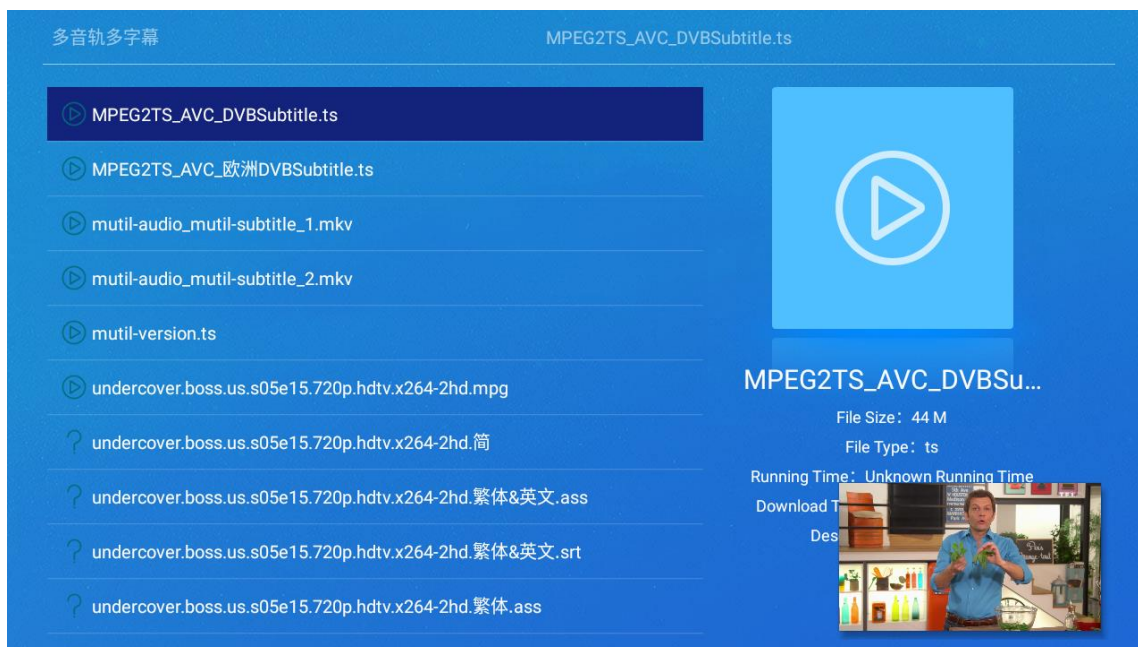 多音轨多字幕
MPEG2TS_AVC_DVBSubtitle.ts
MPEG2TS_AVC_DVBSubtitle.ts
MPEG2TS_AVC_欧洲DVBSubtitle.ts
mutil-audio_mutil-subtitle_1.mkv
mutil-audio_mutil-subtitle_2.mkv
mutil-version.ts
undercover.boss.us.s05e15.720p.hdtv.x264-2hd.mpg
undercover.boss.us.s05e15.720p.hdtv.x264-2hd.简
undercover.boss.us.s05e15.720p.hdtv.x264-2hd.繁体&英文.ass
undercover.boss.us.s05e15.720p.hdtv.x264-2hd.繁体&英文.srt
undercover.boss.us.s05e15.720p.hdtv.x264-2hd.繁体.ass
MPEG2TS_AVC_DVBSu...
File Size：44 M
File Type：ts
Running Time：Unknown Running Time
Download T
Des